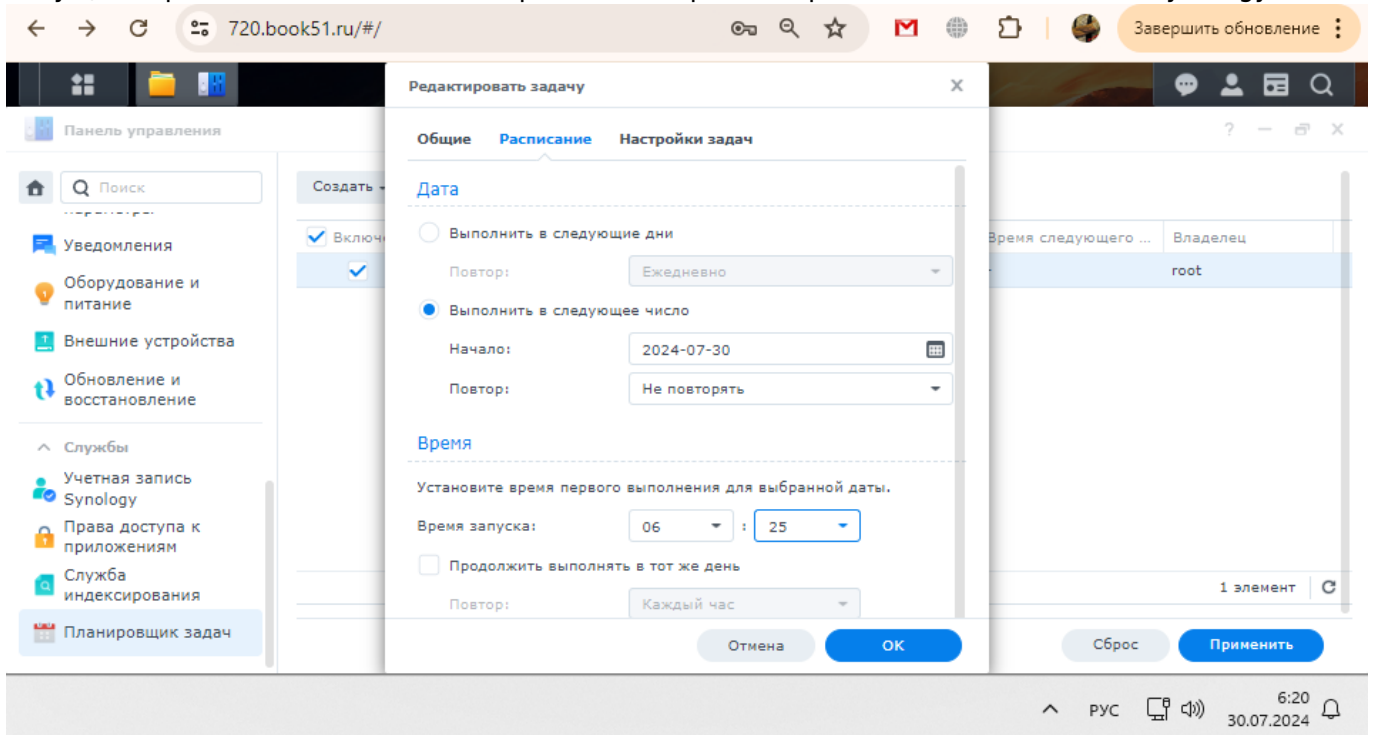 720.book51.ru/#/
Завершить обновление
Редактировать задачу
Панель управления
Общие Расписание Настройки задач
Поиск
Создать
Дата
Уведомления
Выполнить в следующие дни
Время следующего ... Владелец
Оборудование и питание
Повтор: Ежедневно
root
Выполнить в следующее число
Внешние устройства
Начало: 2024-07-30
Обновление и восстановление
Повтор: Не повторять
Службы
Время
Учетная запись Synology
Установите время первого выполнения для выбранной даты.
Права доступа к приложениям
Время запуска: 06 : 25
Продолжить выполнять в тот же день
Служба индексирования
Повтор: Каждый час
1 элемент
Планировщик задач
Отмена OK
Сброс Применить
РУС 6:20
30.07.2024